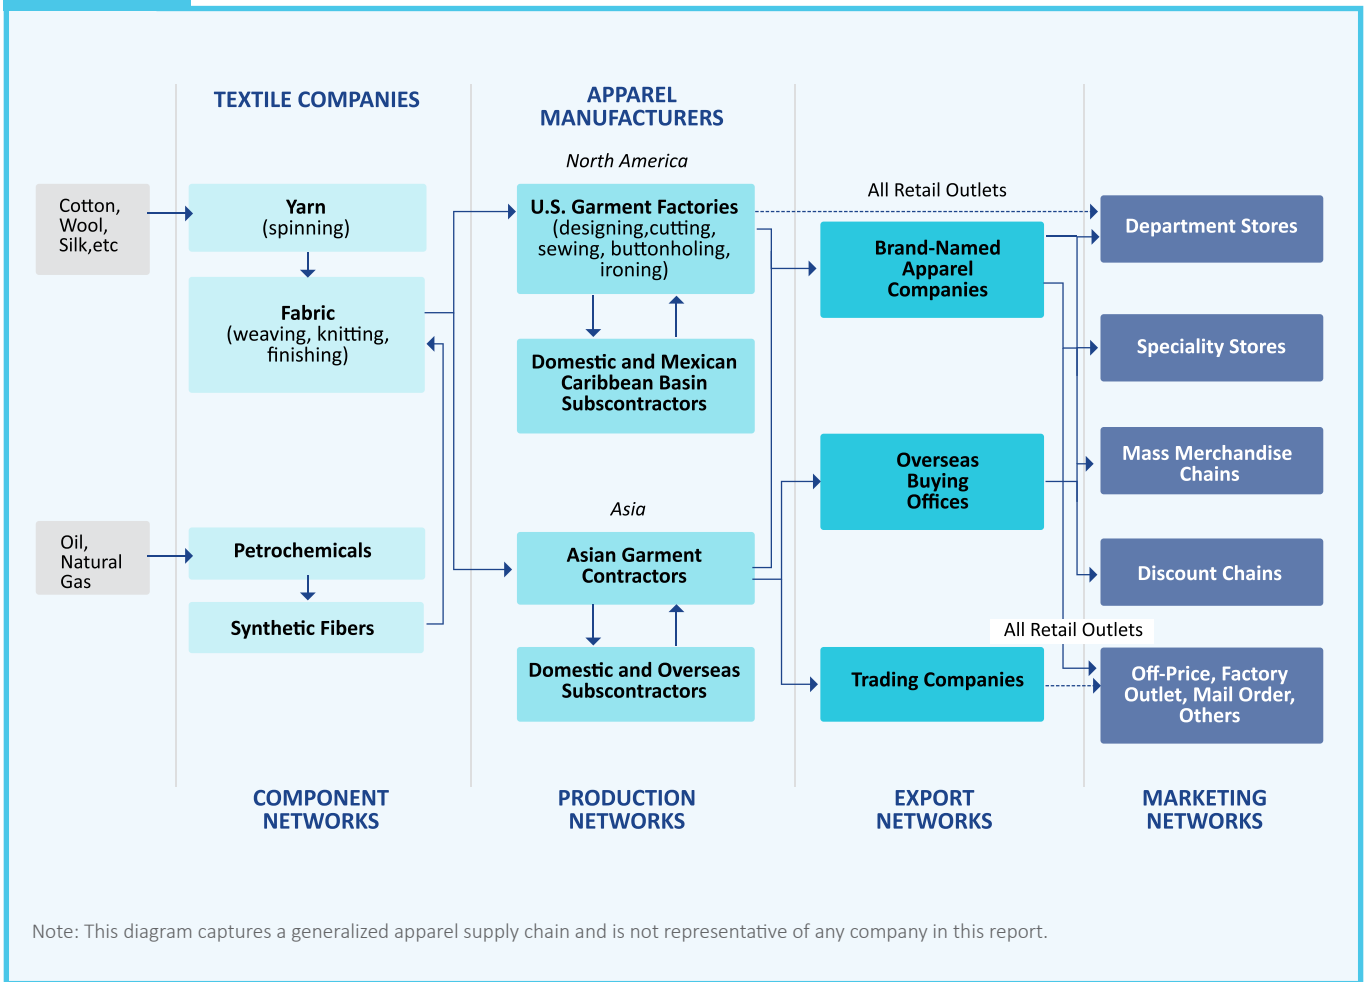 TEXTILE COMPANIES
APPAREL
MANUFACTURERS
North America
Cotton,
Wool,
Silk,etc
Yarn
(spinning)
Fabric
(weaving, knitting,
finishing)
Oil,
Natural
Gas
Petrochemicals
Synthetic Fibers
U.S. Garment Factories
(designing,cutting,
sewing, buttonholing,
ironing)
Domestic and Mexican
Caribbean Basin
Subscontractors
Asia
Asian Garment
Contractors
Domestic and Overseas
Subscontractors
All Retail Outlets
Brand-Named
Apparel
Companies
Overseas
Buying
Offices
Trading Companies
All Retail Outlets
Department Stores
Speciality Stores
Mass Merchandise
Chains
Discount Chains
Off-Price, Factory
Outlet, Mail Order,
Others
COMPONENT
NETWORKS
PRODUCTION
NETWORKS
EXPORT
NETWORKS
MARKETING
NETWORKS
Note: This diagram captures a generalized apparel supply chain and is not representative of any company in this report.